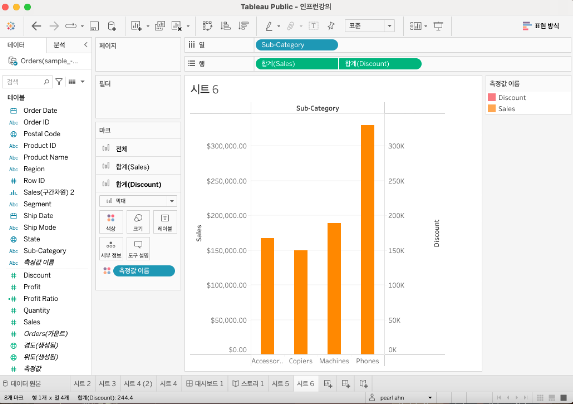 Tableau Public - 인프런강의
표준
표현 방식
데이터
분석
Orders(sample_-...
검색
테이블
Order Date
Order ID
Postal Code
Product ID
Product Name
Region
Row ID
Sales(구간차원) 2
Segment
Ship Date
Ship Mode
State
Sub-Category
측정값 이름
Discount
Profit
Profit Ratio
Quantity
Sales
Orders(카운트)
경도(생성됨)
위도(생성됨)
측정값
페이지
필터
마크
전체
합계(Sales)
합계(Discount)
막대
색상
크기
레이블
세부 정보
도구 설명
측정값 이름
열
Sub-Category
행
합계(Sales)
합계(Discount)
시트 6
Sub-Category
$300,000.00
$250,000.00
$200,000.00
$150,000.00
$100,000.00
$50,000.00
$0.00
Sales
300K
250K
200K
150K
100K
50K
0K
Discount
Accessor..
Copiers
Machines
Phones
측정값 이름
Discount
Sales
데이터 원본
시트 2
시트 3
시트 4 (2)
시트 4
대시보드 1
스토리 1
시트 5
시트 6
8개 마크
행 1개 x 열 4개
합계(Discount): 244.4
pearl ahn